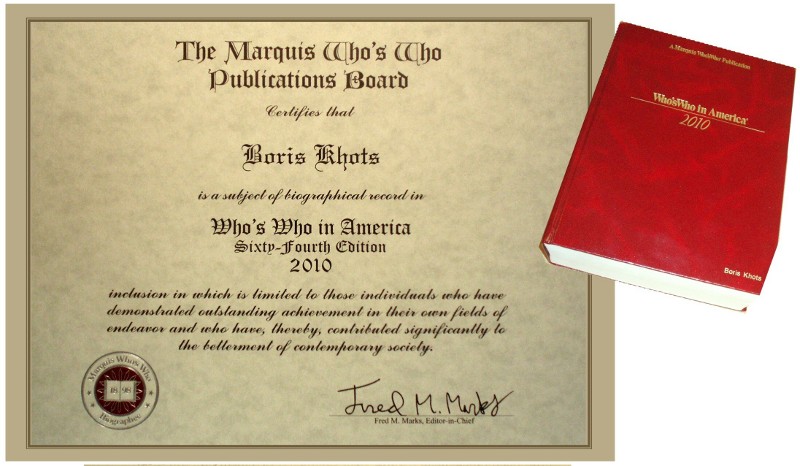 The Marquis Who's Who
Publications Board
Certifies that
Boris Khots
is a subject of biographical record in
Who's Who in America
Sixty-Fourth Edition
2010
inclusion in which is limited to those individuals who have
demonstrated outstanding achievement in their own fields of
endeavor and who have, thereby, contributed significantly to
the betterment of contemporary society.
Marquis Who's Who
1898
Biographee
Fred M. Marks
Fred M. Marks, Editor-in-Chief
A Marquis Who'sWho Publication
Who'sWho in America®
2010
Boris Khots